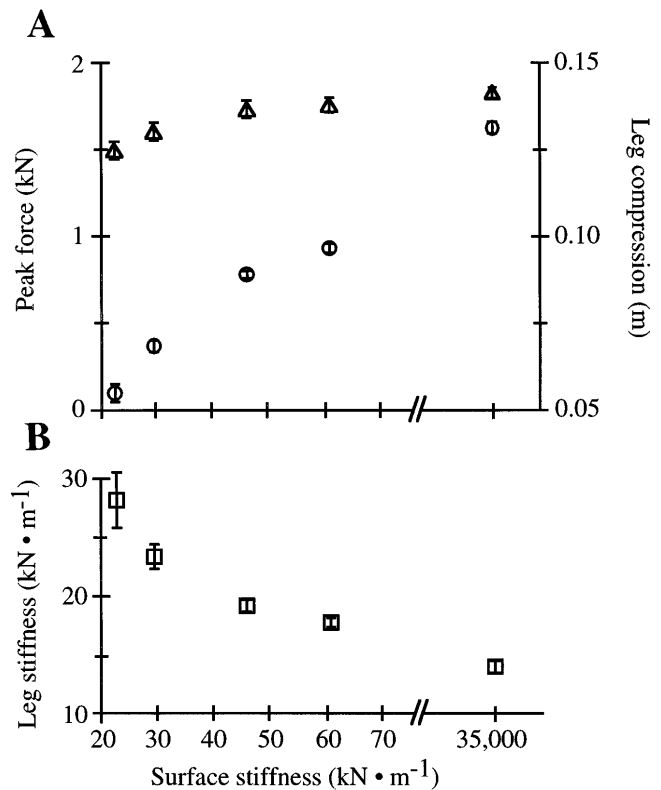 A
2 0.15
Peak force (kN)
Leg compression (m)
1 0.10
0 0.05
B
30
Leg stiffness (kN • m-1)
20
10
20 30 40 50 60 70 35,000
Surface stiffness (kN • m-1)